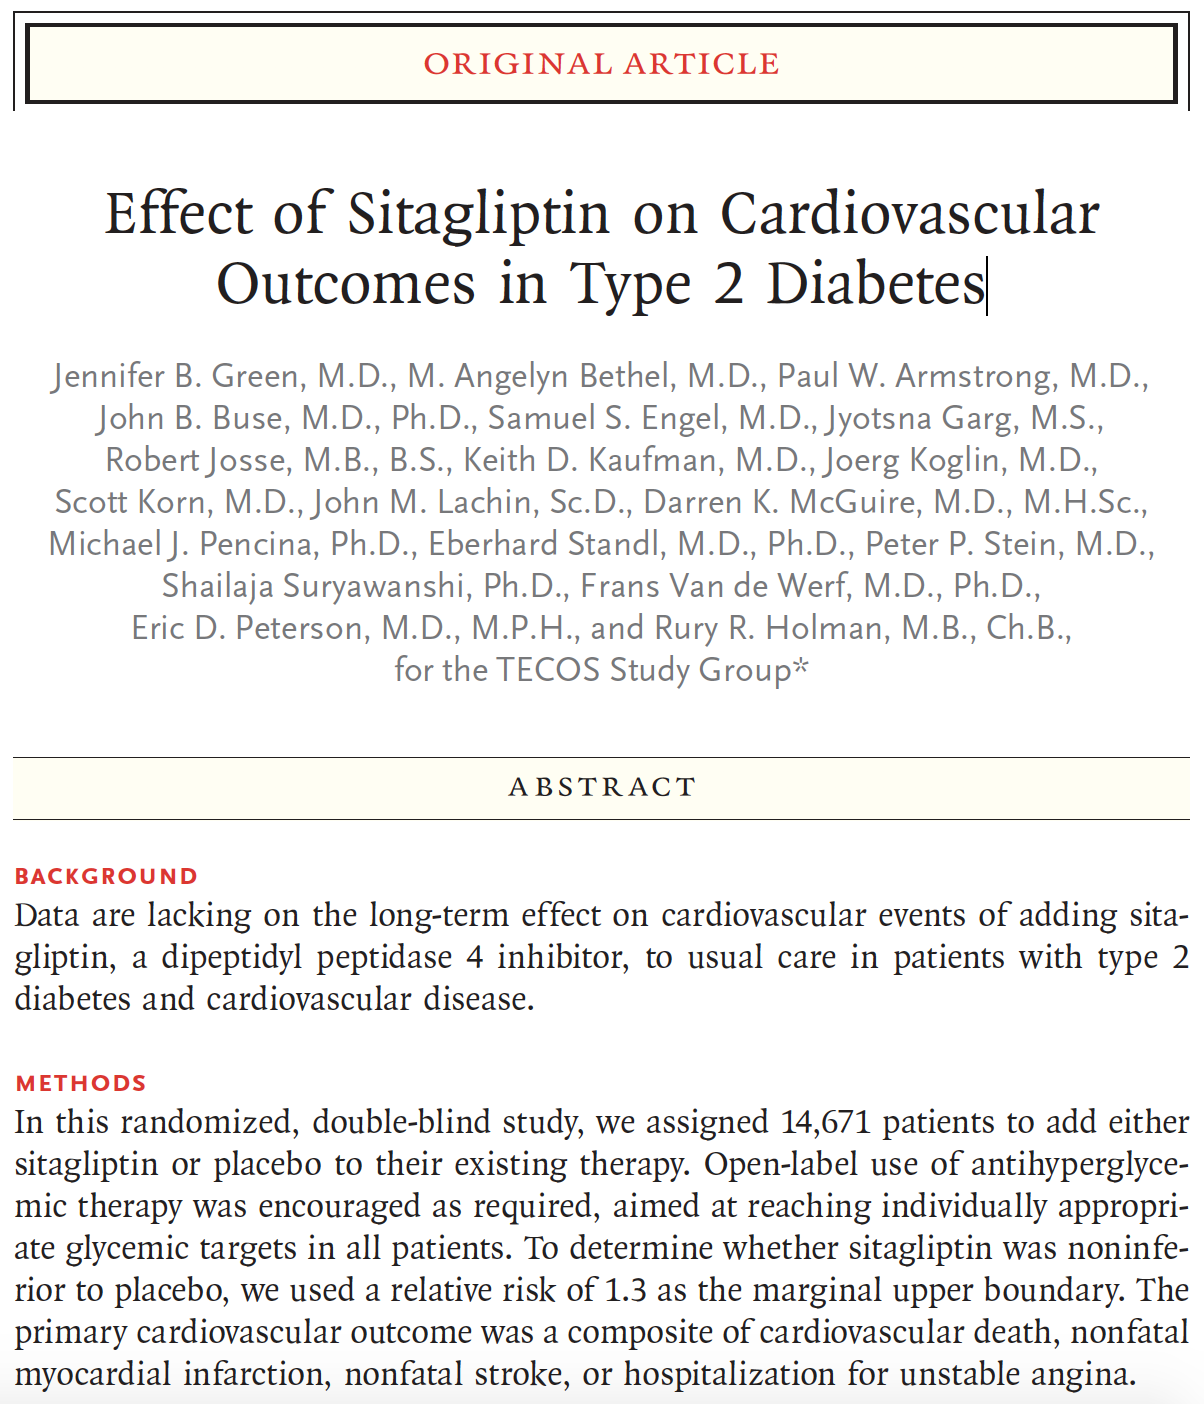 ORIGINAL ARTICLE
Effect of Sitagliptin on Cardiovascular
Outcomes in Type 2 Diabetes
Jennifer B. Green, M.D., M. Angelyn Bethel, M.D., Paul W. Armstrong, M.D.,
John B. Buse, M.D., Ph.D., Samuel S. Engel, M.D., Jyotsna Garg, M.S.,
Robert Josse, M.B., B.S., Keith D. Kaufman, M.D., Joerg Koglin, M.D.,
Scott Korn, M.D., John M. Lachin, Sc.D., Darren K. McGuire, M.D., M.H.Sc.,
Michael J. Pencina, Ph.D., Eberhard Standl, M.D., Ph.D., Peter P. Stein, M.D.,
Shailaja Suryawanshi, Ph.D., Frans Van de Werf, M.D., Ph.D.,
Eric D. Peterson, M.D., M.P.H., and Rury R. Holman, M.B., Ch.B.,
for the TECOS Study Group*
ABSTRACT
BACKGROUND
Data are lacking on the long-term effect on cardiovascular events of adding sita-
gliptin, a dipeptidyl peptidase 4 inhibitor, to usual care in patients with type 2
diabetes and cardiovascular disease.
METHODS
In this randomized, double-blind study, we assigned 14,671 patients to add either
sitagliptin or placebo to their existing therapy. Open-label use of antihyperglyce-
mic therapy was encouraged as required, aimed at reaching individually appropri-
ate glycemic targets in all patients. To determine whether sitagliptin was noninfe-
rior to placebo, we used a relative risk of 1.3 as the marginal upper boundary. The
primary cardiovascular outcome was a composite of cardiovascular death, nonfatal
myocardial infarction, nonfatal stroke, or hospitalization for unstable angina.